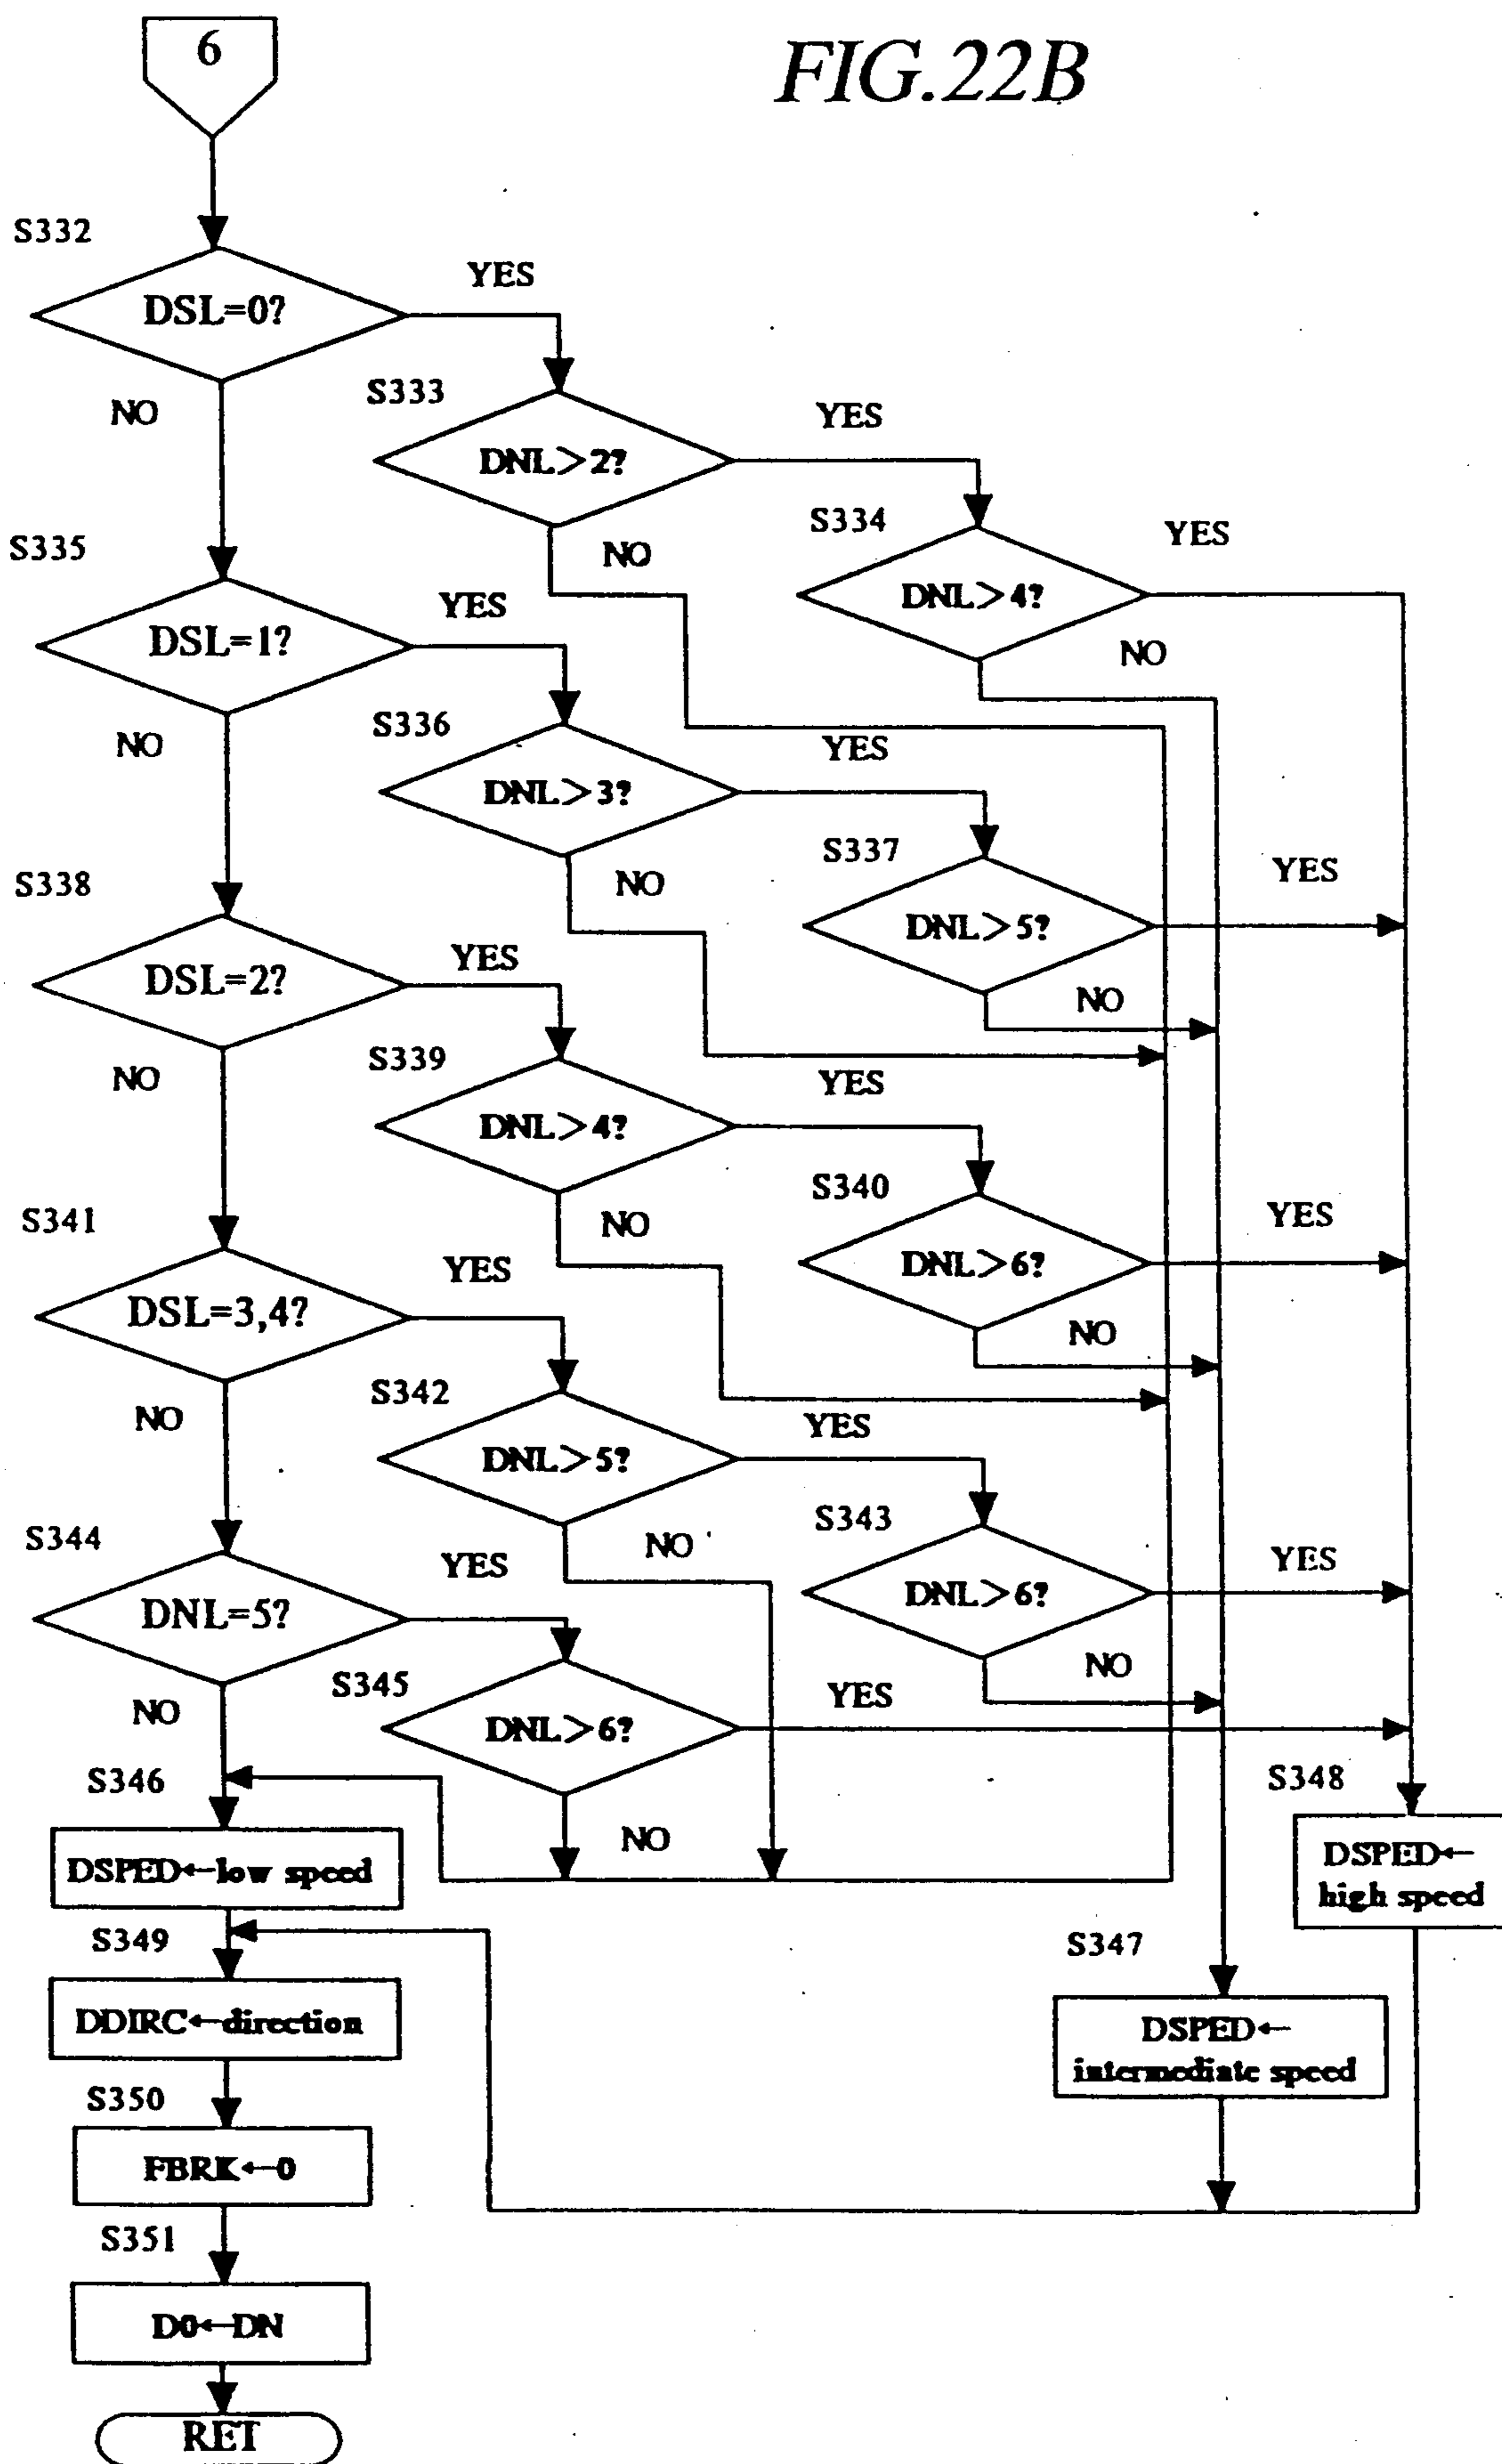 6
FIG.22B
S332
DSL=0?
YES
NO
S333
DNL>2?
YES
NO
S334
DNL>4?
YES
NO
S335
DSL=1?
YES
NO
S336
DNL>3?
YES
NO
S337
DNL>5?
YES
NO
S338
DSL=2?
YES
NO
S339
DNL>4?
YES
NO
S340
DNL>6?
YES
NO
S341
DSL=3,4?
YES
NO
S342
DNL>5?
YES
NO
S343
DNL>6?
YES
NO
S344
DNL=5?
YES
NO
S345
DNL>6?
YES
NO
S346
DSPED←low speed
S348
DSPED←
high speed
S347
DSPED←
intermediate speed
S349
DDIRC←direction
S350
FBRK←0
S351
D0←DN
RET